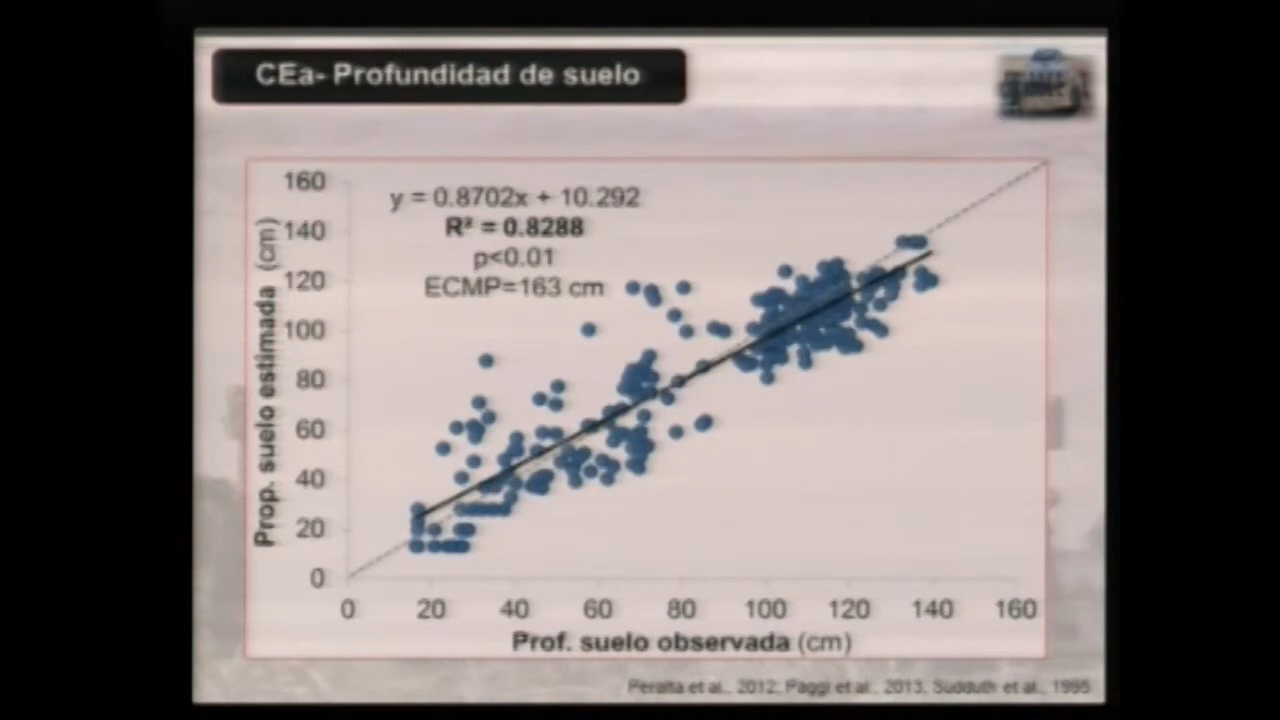 CEa- Profundidad de suelo
160
140
120
100
80
60
40
20
0
y = 0.8702x + 10.292
R² = 0.8288
p<0.01
ECMP=163 cm
Prop. suelo estimada (cm)
0 20 40 60 80 100 120 140 160
Prof. suelo observada (cm)
Peralta et al., 2012; Paggi et al., 2013; Sudduth et al., 1995